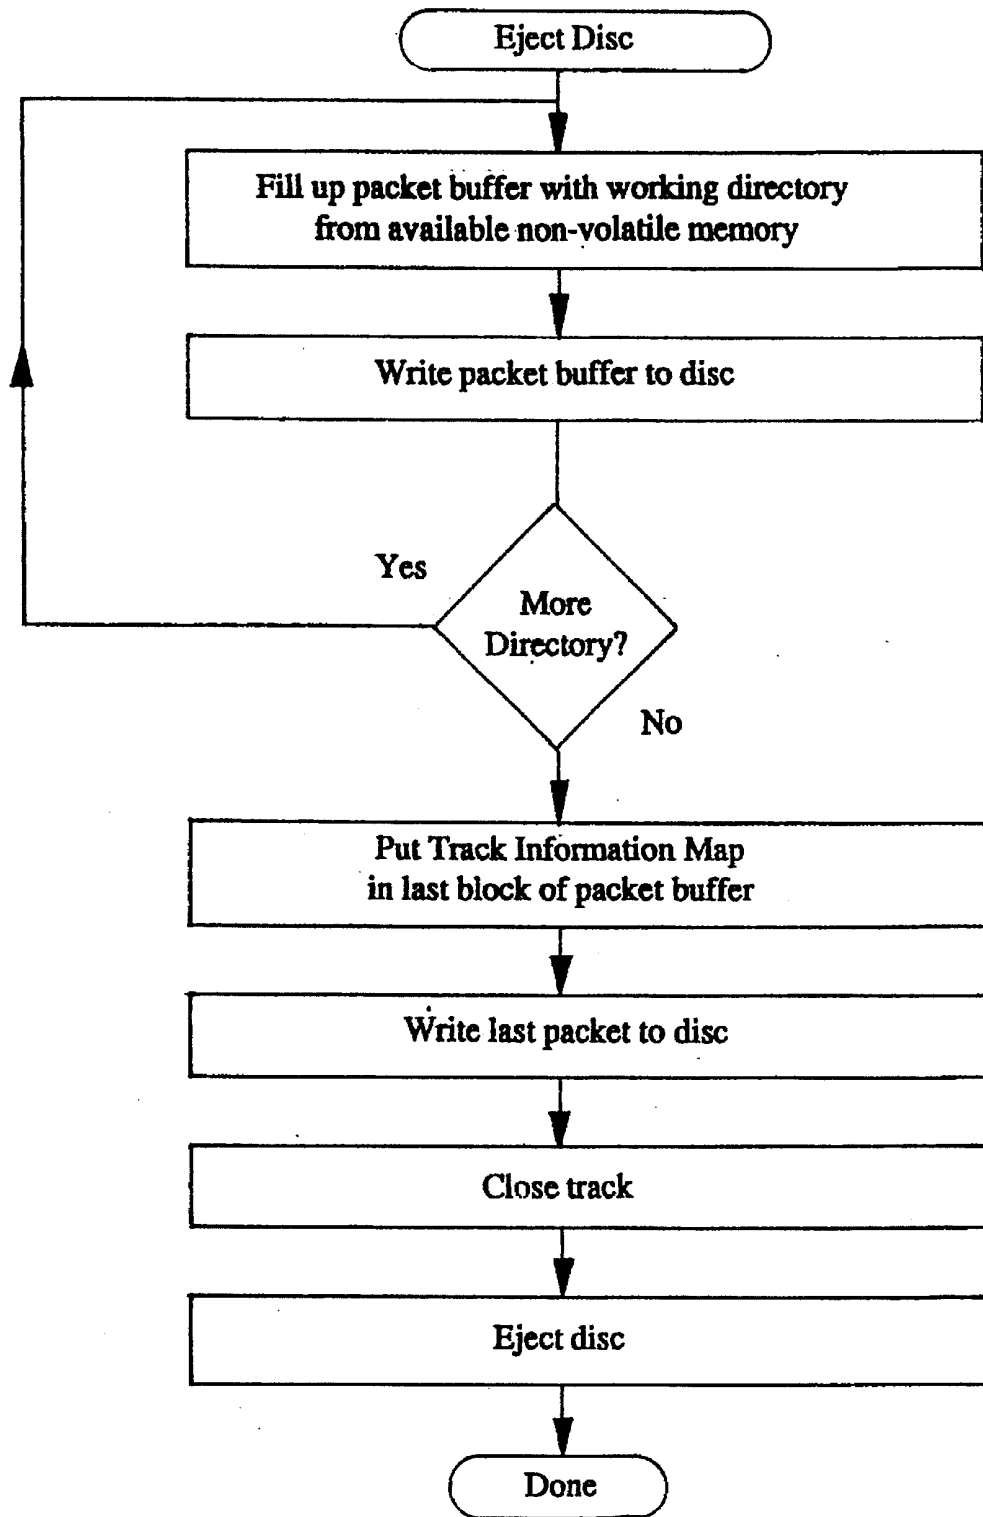 Eject Disc
Fill up packet buffer with working directory
from available non-volatile memory
Write packet buffer to disc
Yes
More
Directory?
No
Put Track Information Map
in last block of packet buffer
Write last packet to disc
Close track
Eject disc
Done